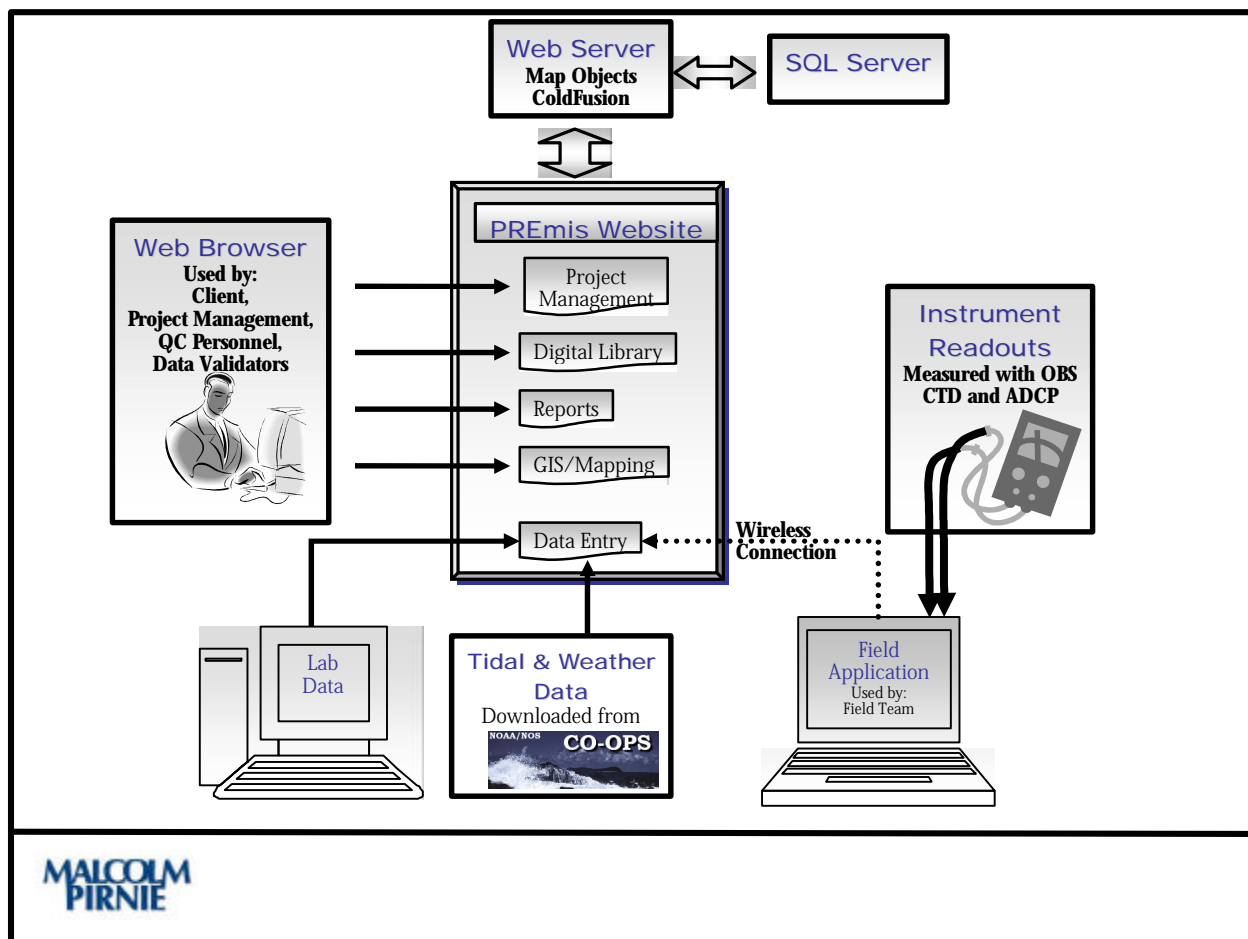 Web Server
Map Objects
ColdFusion
SQL Server
PREmis Website
Web Browser
Used by:
Client,
Project Management,
QC Personnel,
Data Validators
Project
Management
Digital Library
Reports
GIS/Mapping
Data Entry
Instrument
Readouts
Measured with OBS
CTD and ADCP
Wireless
Connection
Lab
Data
Tidal & Weather
Data
Downloaded from
NOAA/NOS
CO-OPS
Field
Application
Used by:
Field Team
MALCOLM
PIRNIE